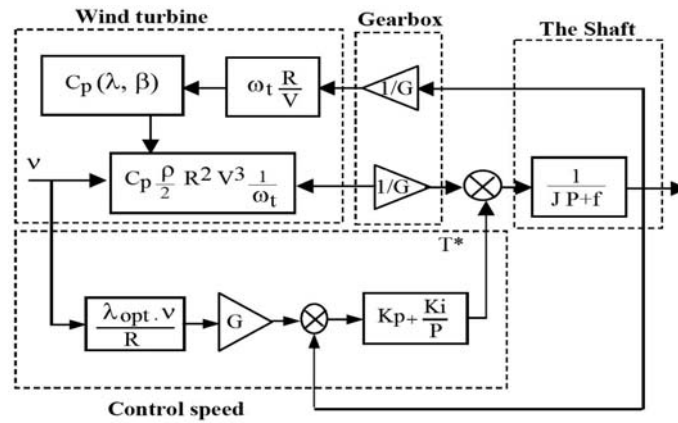 Wind turbine
Gearbox
The Shaft
Cp (λ, β)
ωt R/V
1/G
ν
Cp ρ/2 R² V³ 1/ωt
1/G
1/(J P+f)
T*
λopt . ν/R
G
Kp+ Ki/P
Control speed